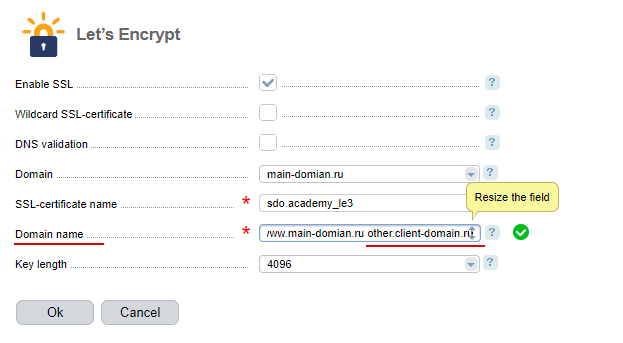 Let's Encrypt
Enable SSL ?
Wildcard SSL-certificate ?
DNS validation ?
Domain main-domian.ru ?
SSL-certificate name * sdo.academy_le3
Resize the field
Domain name * www.main-domian.ru other.client-domain.ru ?
Key length 4096 ?
Ok Cancel